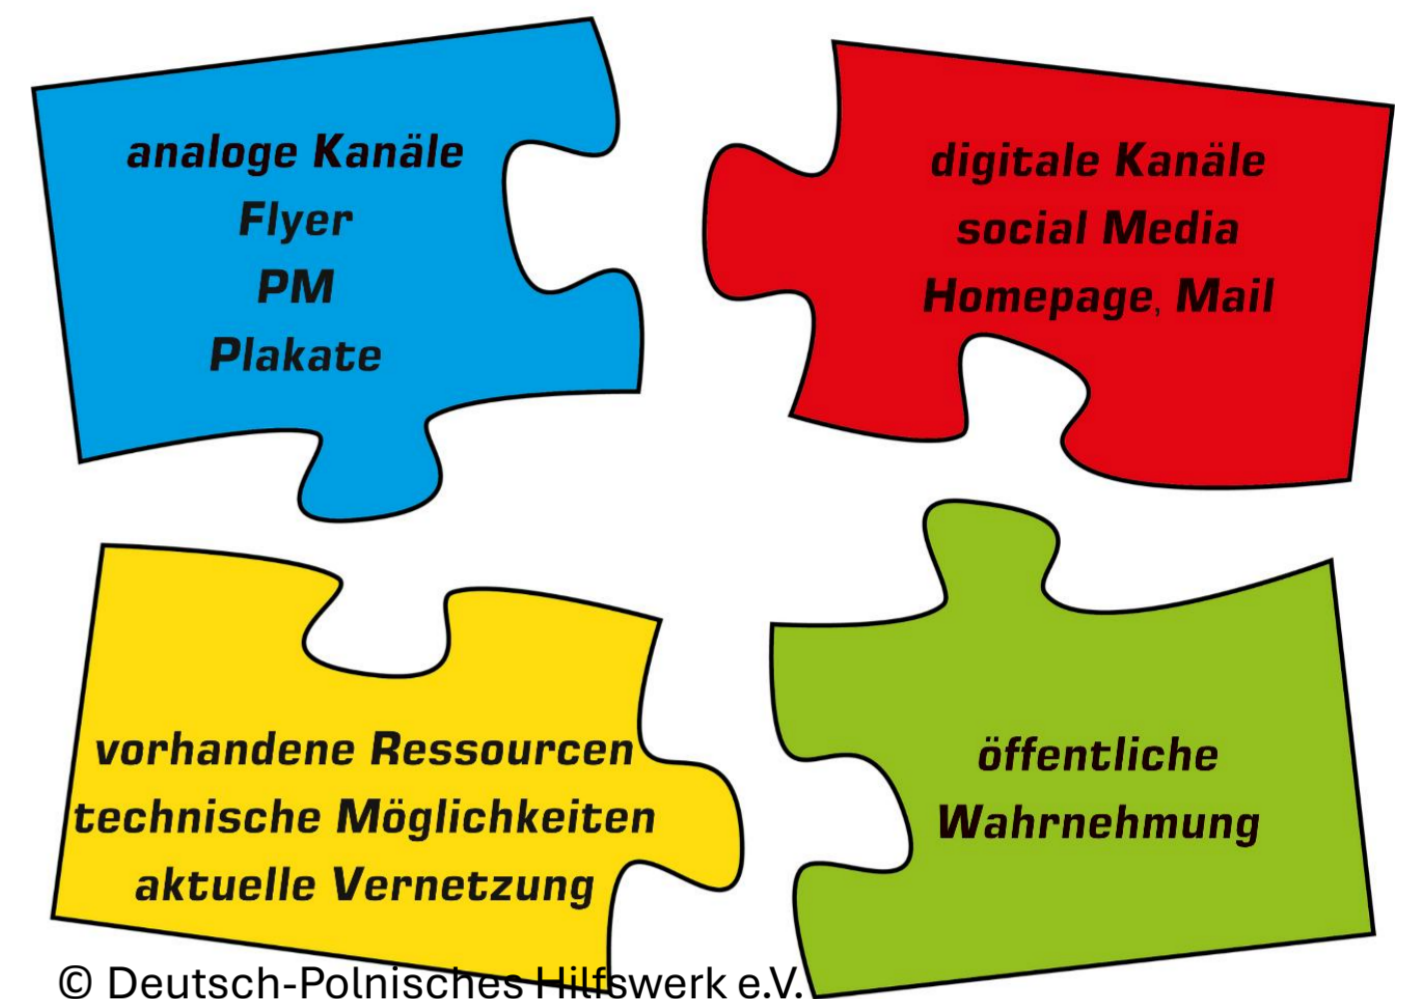 analoge Kanäle
Flyer
PM
Plakate
digitale Kanäle
social Media
Homepage, Mail
vorhandene Ressourcen
technische Möglichkeiten
aktuelle Vernetzung
öffentliche
Wahrnehmung
© Deutsch-Polnisches Hilfswerk e.V.